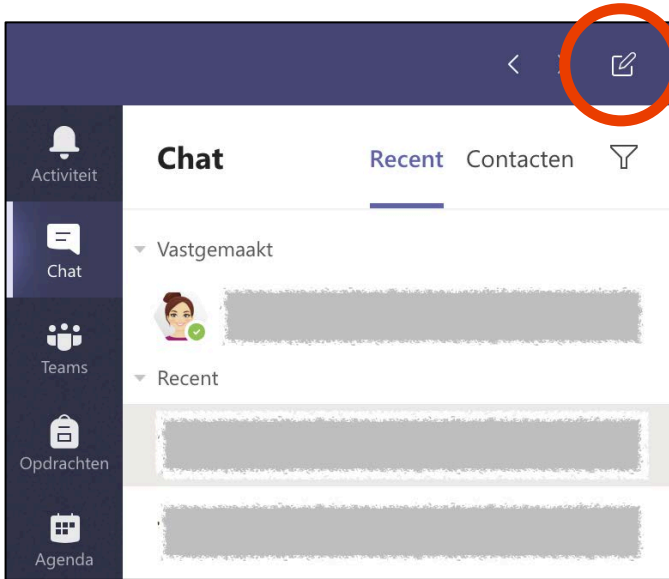 Activiteit
Chat Recent Contacten
Chat
Vastgemaakt
Teams
Recent
Opdrachten
Agenda